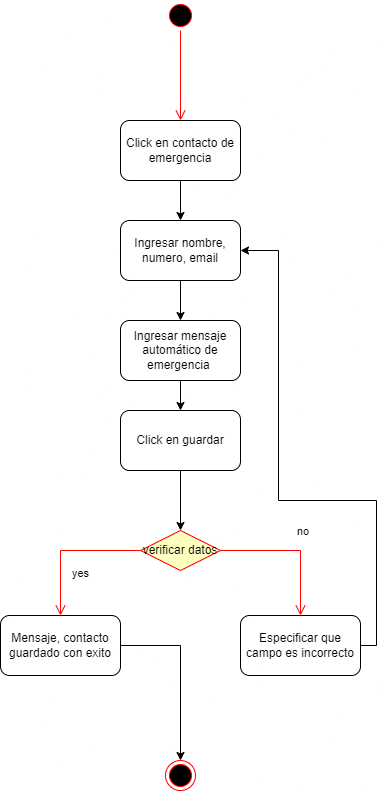 Click en contacto de
emergencia
Ingresar nombre,
numero, email
Ingresar mensaje
automático de
emergencia
Click en guardar
verificar datos
no
yes
Mensaje, contacto
guardado con exito
Especificar que
campo es incorrecto